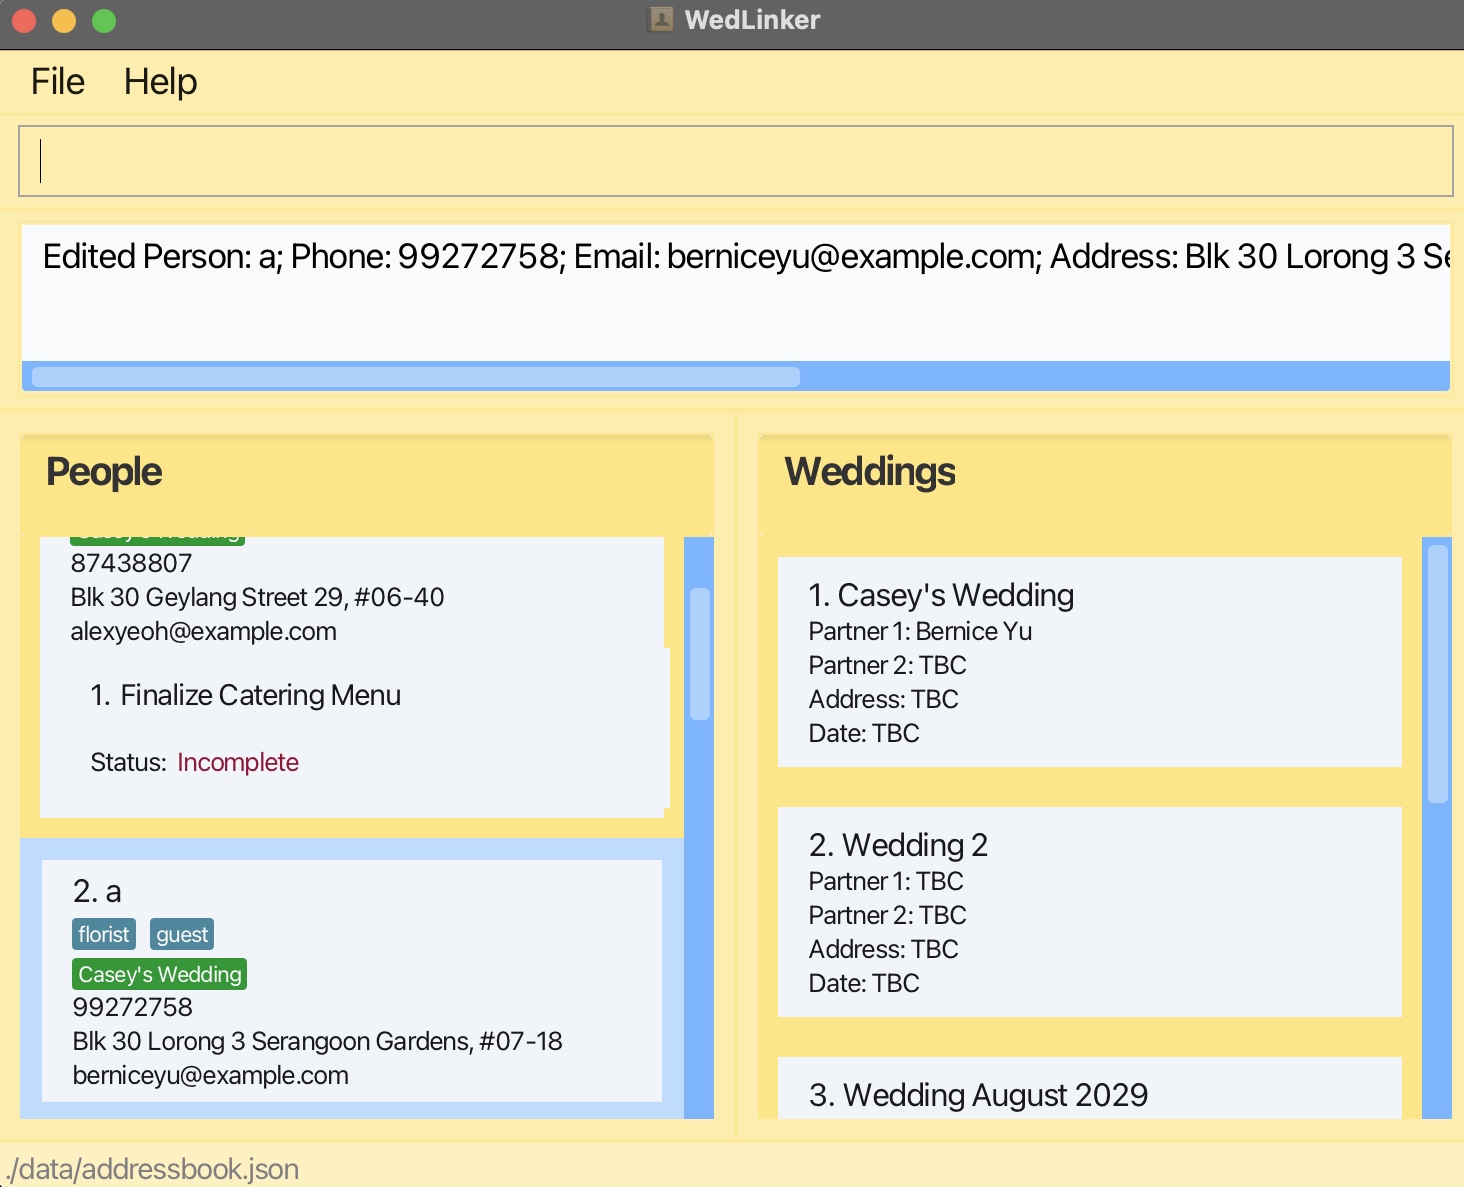 WedLinker
File Help
Edited Person: a; Phone: 99272758; Email: berniceyu@example.com; Address: Blk 30 Lorong 3
People
87438807
Blk 30 Geylang Street 29, #06-40
alexyeoh@example.com
1. Finalize Catering Menu
Status: Incomplete
2. a
florist guest
Casey's Wedding
99272758
Blk 30 Lorong 3 Serangoon Gardens, #07-18
berniceyu@example.com
Weddings
1. Casey's Wedding
Partner 1: Bernice Yu
Partner 2: TBC
Address: TBC
Date: TBC
2. Wedding 2
Partner 1: TBC
Partner 2: TBC
Address: TBC
Date: TBC
3. Wedding August 2029
./data/addressbook.json